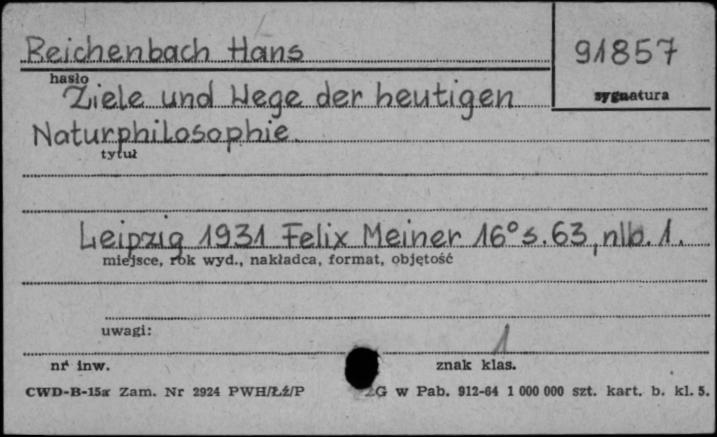 Reichenbach Hans
91857
hasło
sygnatura
Ziele und Wege der heutigen
Naturphilosophie.
tytuł
Leipzig 1931 Felix Meiner 16° s. 63, nlb. 1.
miejsce, rok wyd., nakładca, format, objętość
uwagi:
1
nr inw.
znak klas.
CWD-B-15a Zam. Nr 2924 PWH/Łź/P ZG w Pab. 912-64 1 000 000 szt. kart. b. kl. 5.